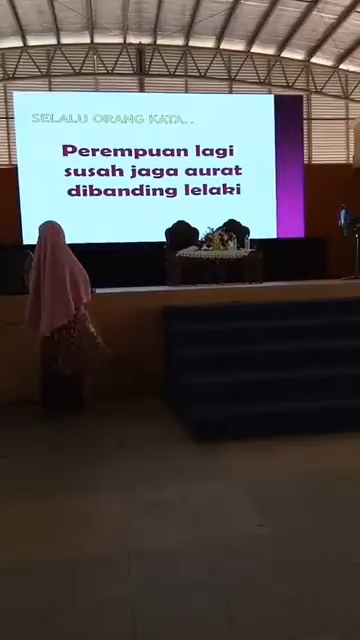 SELALU ORANG KATA...
Perempuan lagi
susah jaga aurat
dibanding lelaki